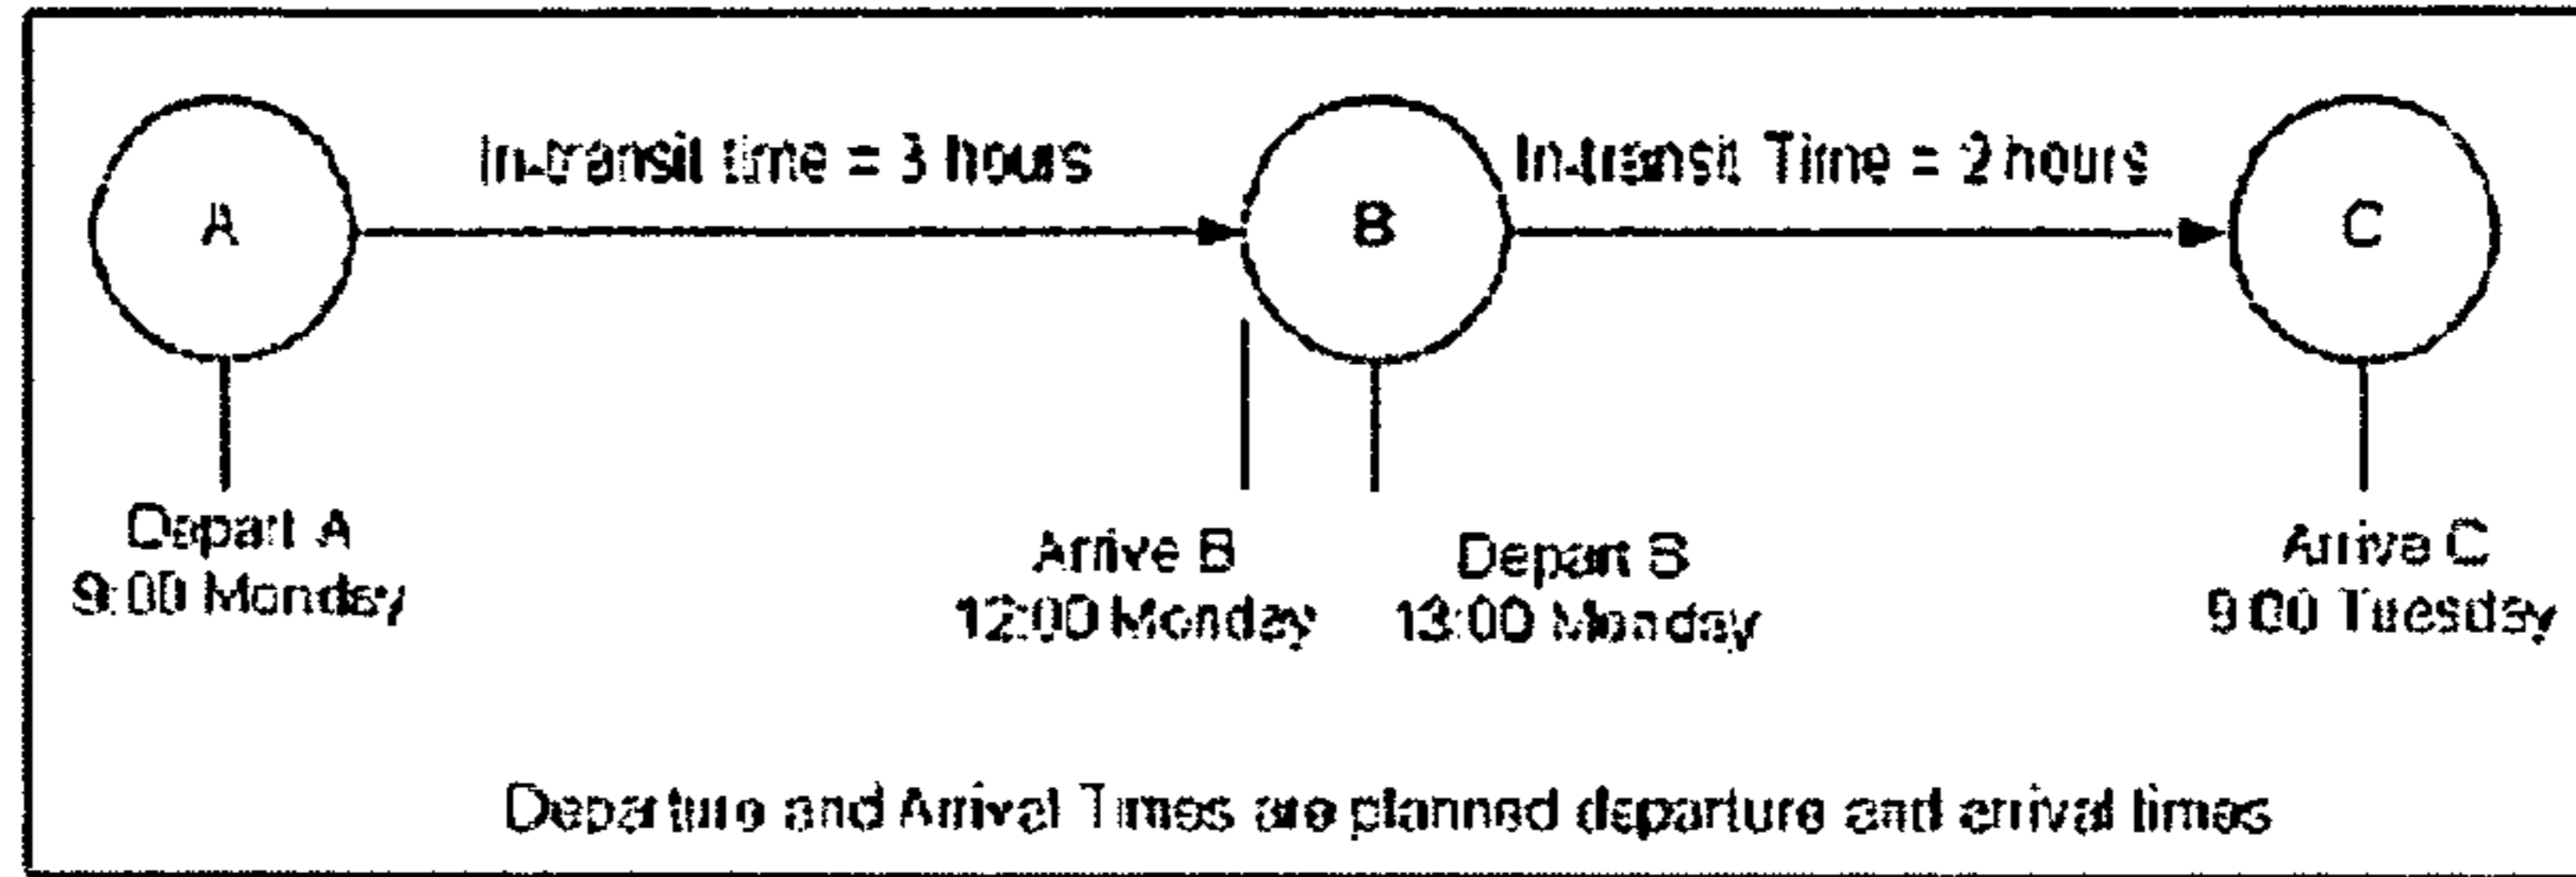 In-transit time = 3 hours
In-transit Time = 2 hours
A
B
C
Depart A
9:00 Monday
Arrive B
12:00 Monday
Depart B
13:00 Monday
Arrive C
9:00 Tuesday
Departure and Arrival Times are planned departure and arrival times